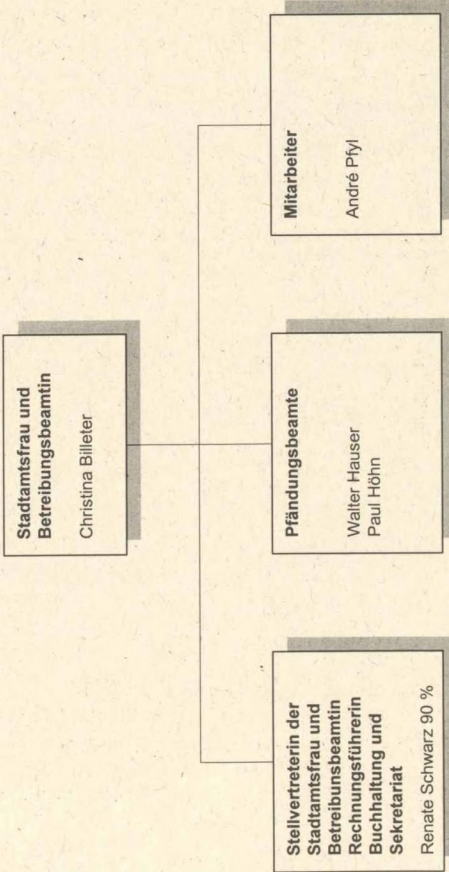 Stadtamtsfrau und
Betreibungsbeamtin
Christina Billeter
Stellvertreterin der
Stadtamtsfrau und
Betreibunsbeamtin
Rechnungsführerin
Buchhaltung und
Sekretariat
Renate Schwarz 90 %
Pfändungsbeamte
Walter Hauser
Paul Höhn
Mitarbeiter
André Pfyl